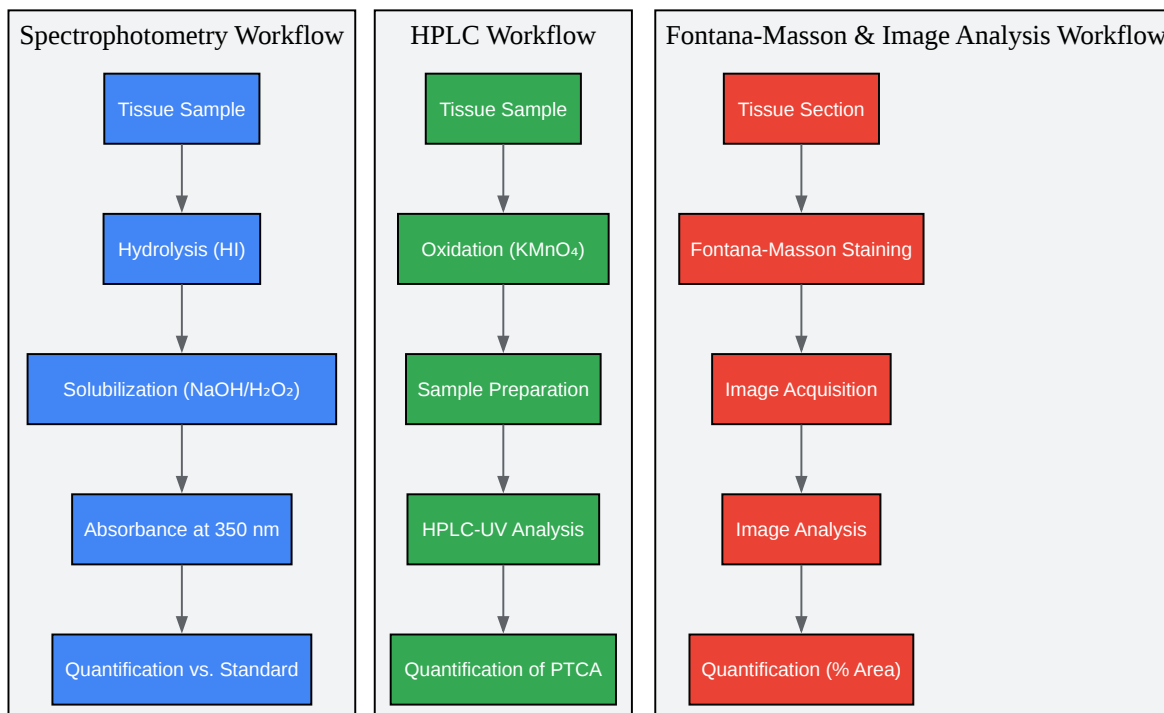 Spectrophotometry Workflow
Tissue Sample
Hydrolysis (HI)
Solubilization (NaOH/H₂O₂)
Absorbance at 350 nm
Quantification vs. Standard
HPLC Workflow
Tissue Sample
Oxidation (KMnO₄)
Sample Preparation
HPLC-UV Analysis
Quantification of PTCA
Fontana-Masson & Image Analysis Workflow
Tissue Section
Fontana-Masson Staining
Image Acquisition
Image Analysis
Quantification (% Area)